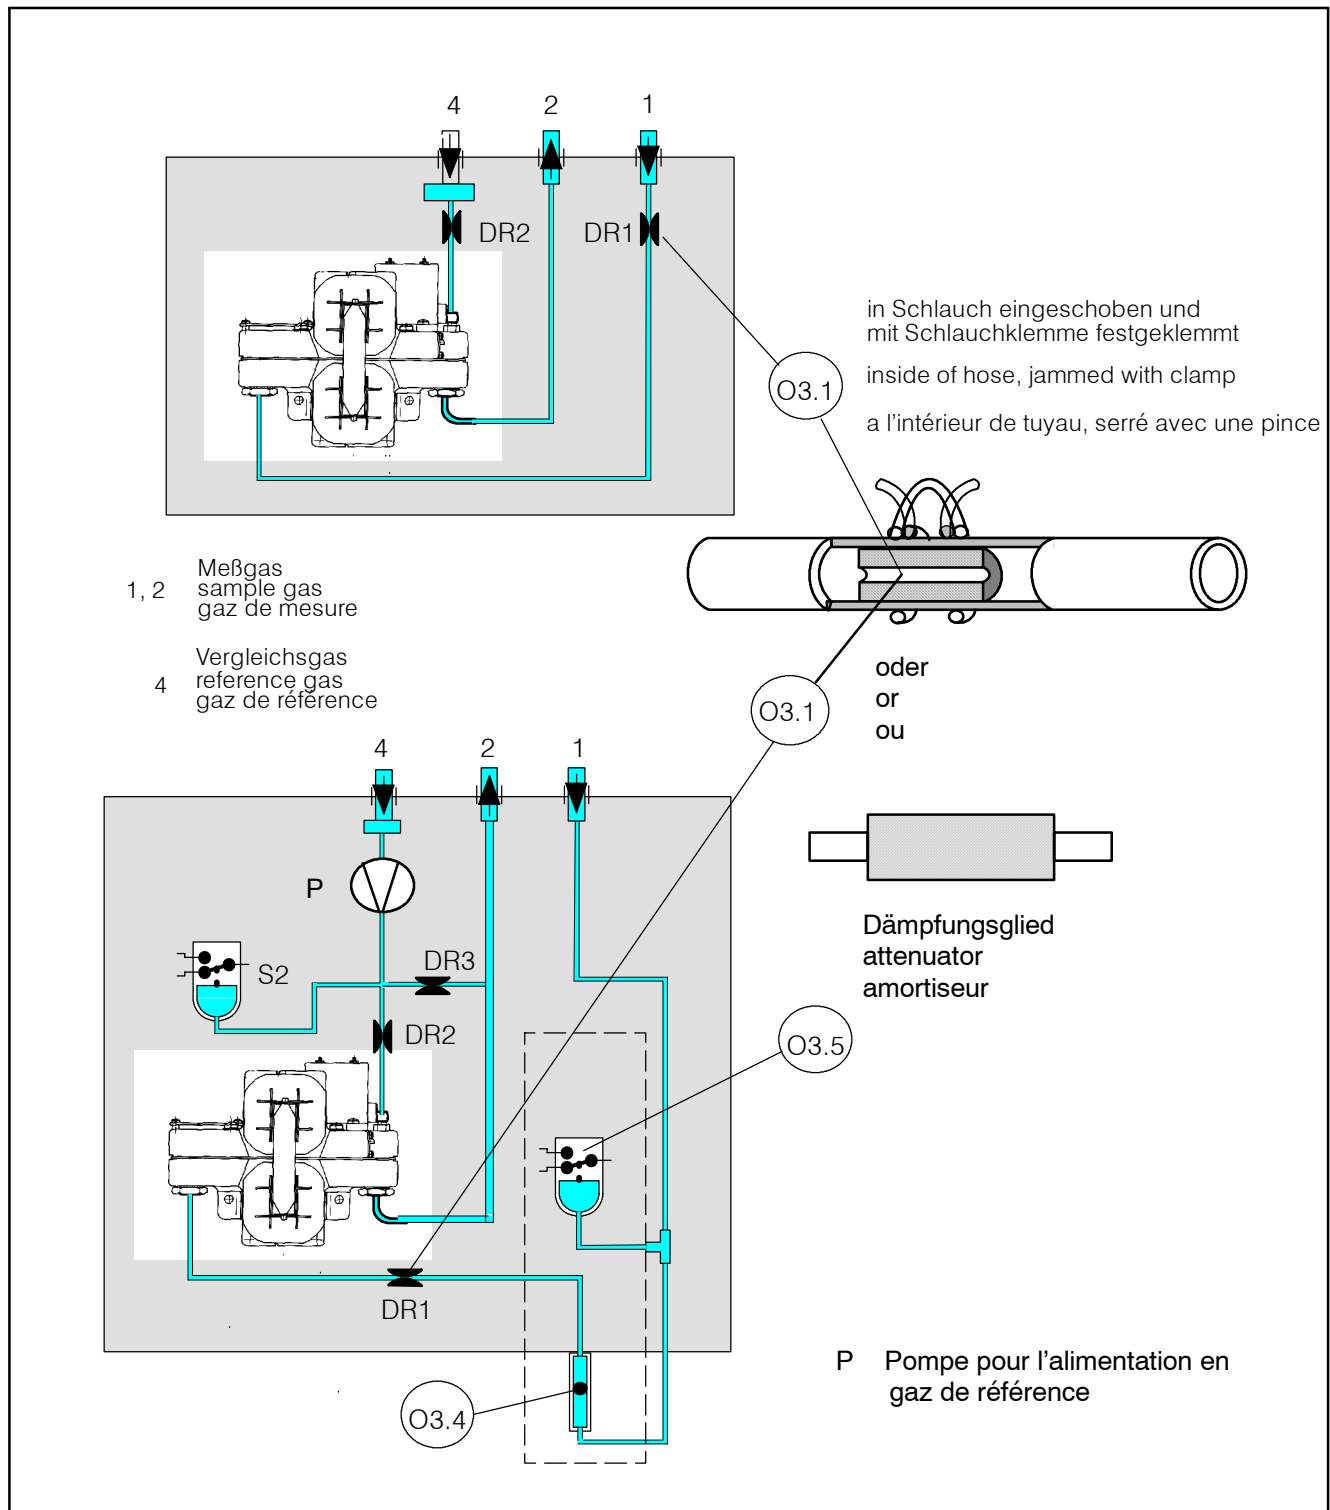 4 2 1
DR2 DR1
in Schlauch eingeschoben und
mit Schlauchklemme festgeklemmt
inside of hose, jammed with clamp
a l'intérieur de tuyau, serré avec une pince
O3.1
Meßgas
1, 2 sample gas
gaz de mesure
Vergleichsgas
4 reference gas
gaz de référence
oder
or
ou
O3.1
4 2 1
P
S2
DR3
DR2
Dämpfungsglied
attenuator
amortiseur
O3.5
DR1
P Pompe pour l'alimentation en
gaz de référence
O3.4